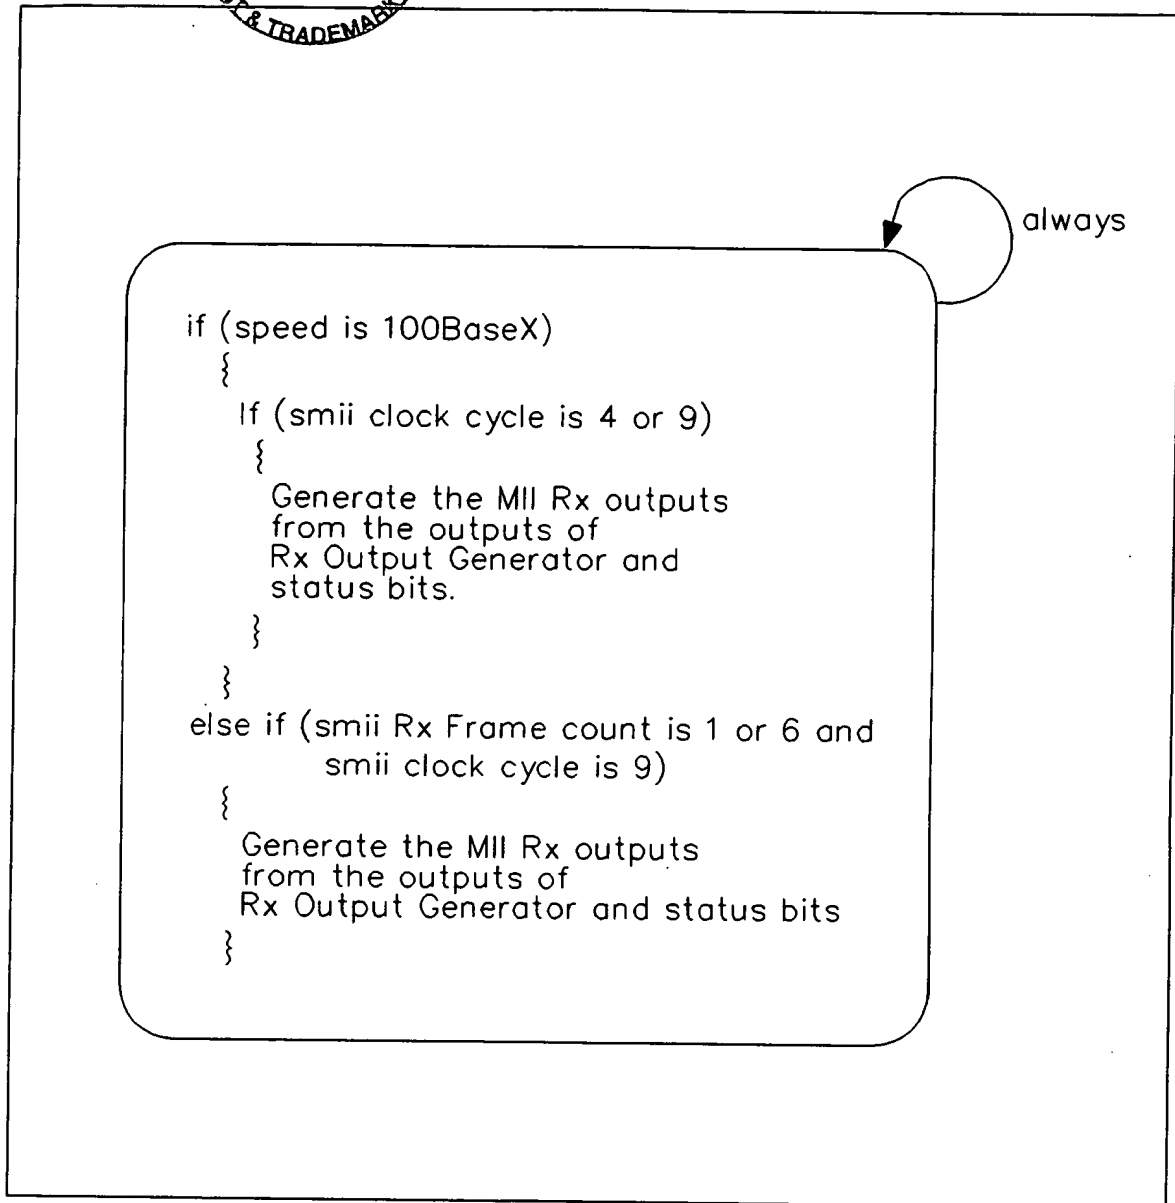 & TRADEMARK
always
if (speed is 100BaseX)
{
If (smii clock cycle is 4 or 9)
{
Generate the MII Rx outputs
from the outputs of
Rx Output Generator and
status bits.
}
}
else if (smii Rx Frame count is 1 or 6 and
smii clock cycle is 9)
{
Generate the MII Rx outputs
from the outputs of
Rx Output Generator and status bits
}